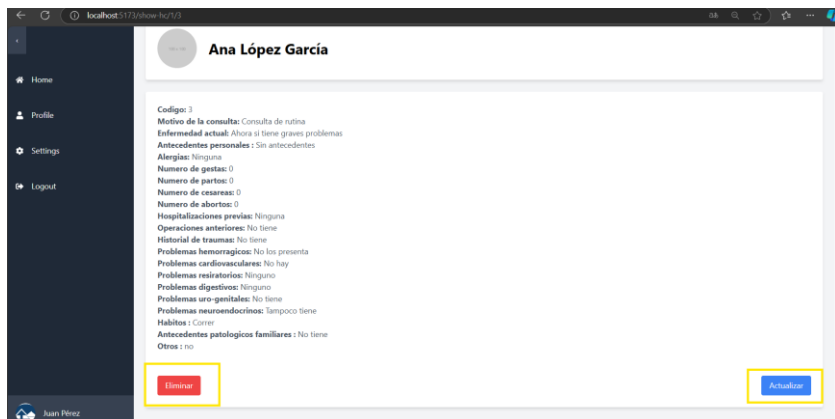 localhost:5173/show-hc/1/3
Ana López García
Home
Profile
Settings
Logout
Codigo: 3
Motivo de la consulta: Consulta de rutina
Enfermedad actual: Ahora si tiene graves problemas
Antecedentes personales : Sin antecedentes
Alergias: Ninguna
Numero de gestas: 0
Numero de partos: 0
Numero de cesareas: 0
Numero de abortos: 0
Hospitalizaciones previas: Ninguna
Operaciones anteriores: No tiene
Historial de traumas: No tiene
Problemas hemorragicos: No los presenta
Problemas cardiovasculares: No hay
Problemas resiratorios: Ninguno
Problemas digestivos: Ninguno
Problemas uro-genitales: No tiene
Problemas neuroendocrinos: Tampoco tiene
Habitos : Correr
Antecedentes patologicos familiares : No tiene
Otros : no
Eliminar
Actualizar
Juan Pérez